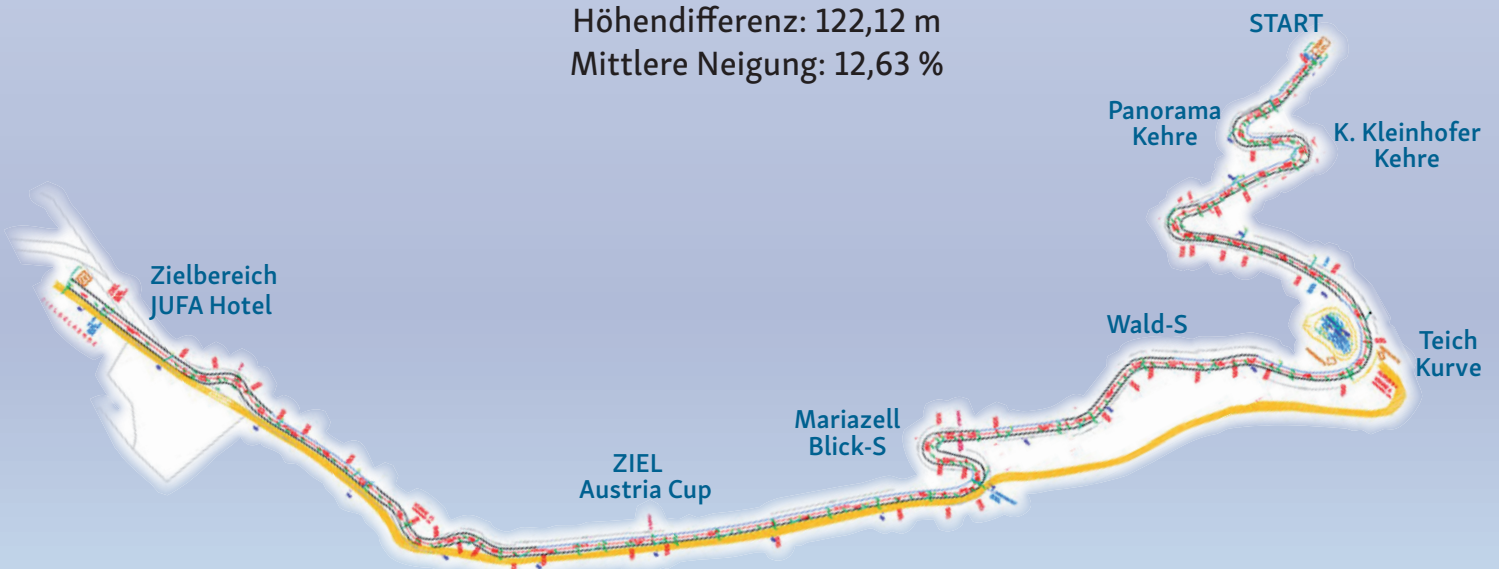 Höhendifferenz: 122,12 m
Mittlere Neigung: 12,63 %
START
Panorama
Kehre
K. Kleinhofer
Kehre
Zielbereich
JUFA Hotel
Wald-S
Teich
Kurve
Mariazell
Blick-S
ZIEL
Austria Cup